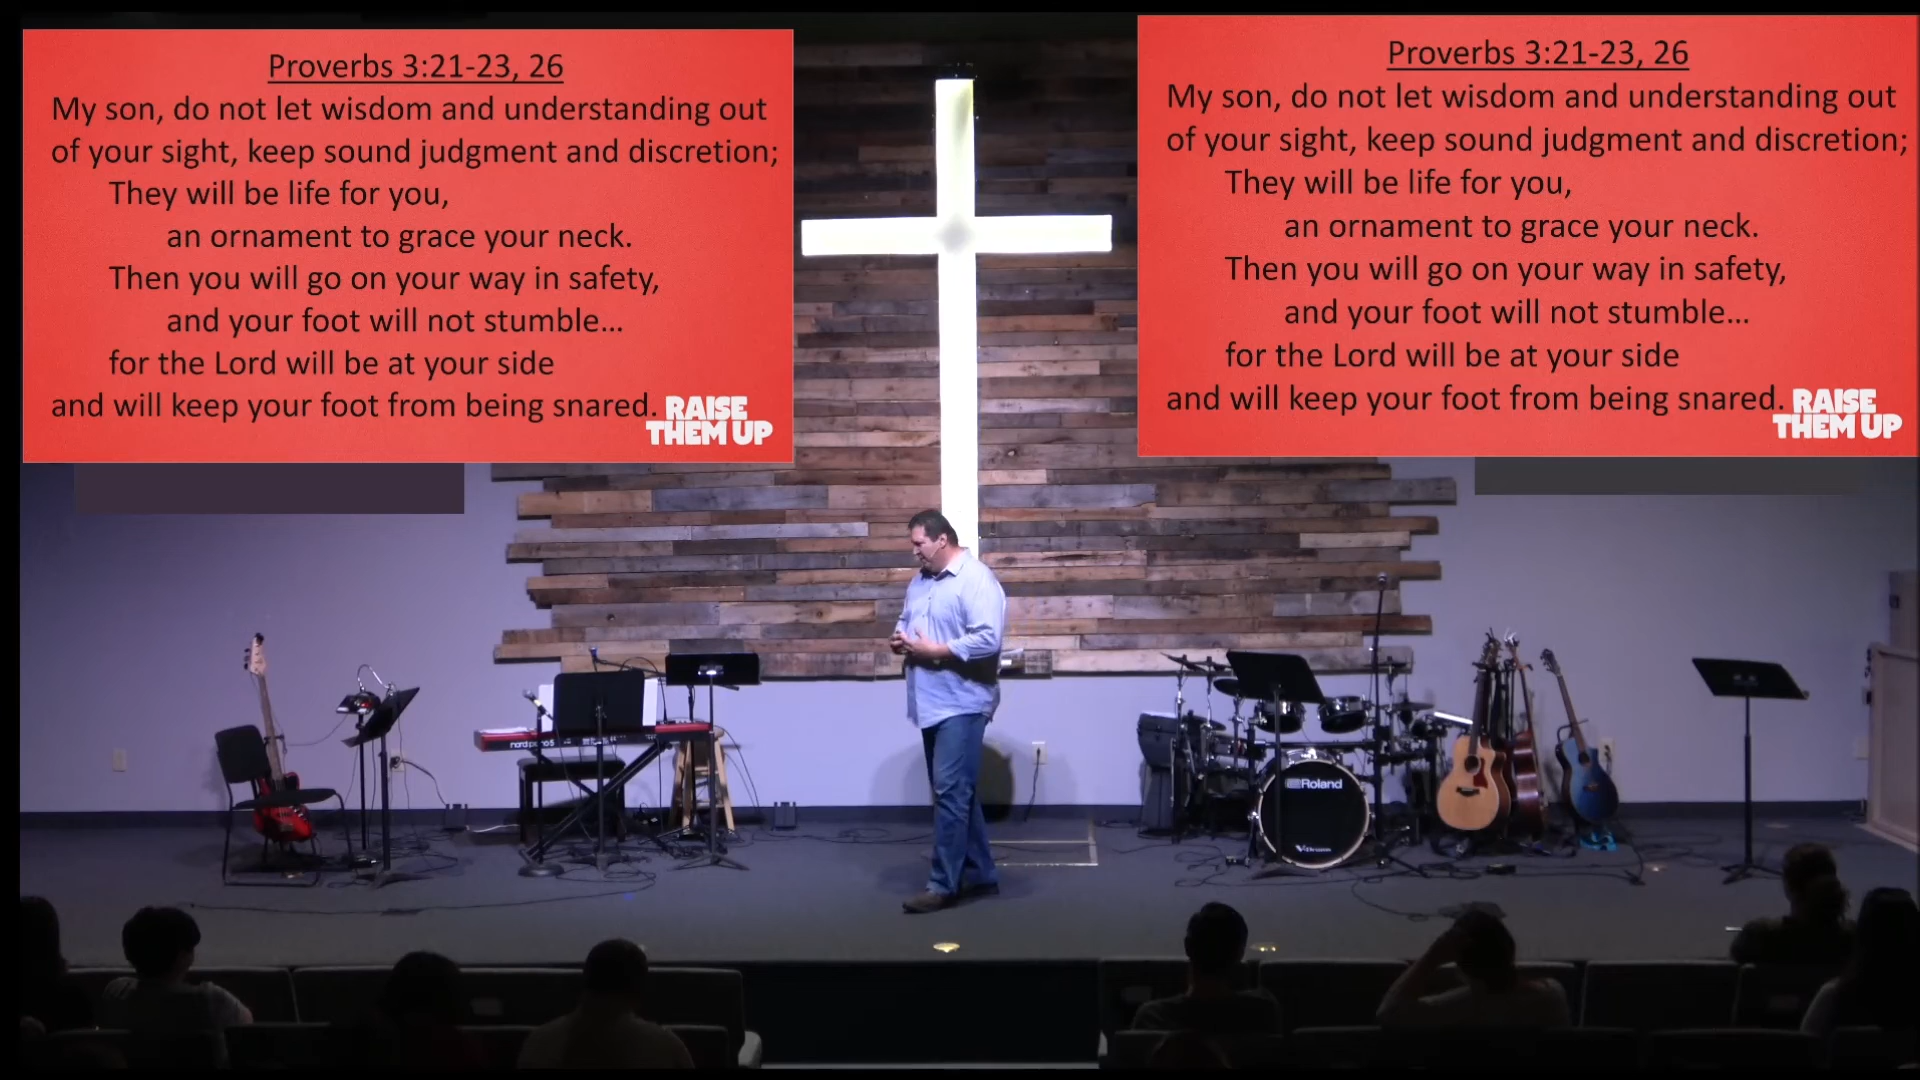 Proverbs 3:21-23, 26
My son, do not let wisdom and understanding out
of your sight, keep sound judgment and discretion;
They will be life for you,
an ornament to grace your neck.
Then you will go on your way in safety,
and your foot will not stumble…
for the Lord will be at your side
and will keep your foot from being snared.
RAISE
THEM UP
Proverbs 3:21-23, 26
My son, do not let wisdom and understanding out
of your sight, keep sound judgment and discretion;
They will be life for you,
an ornament to grace your neck.
Then you will go on your way in safety,
and your foot will not stumble…
for the Lord will be at your side
and will keep your foot from being snared.
RAISE
THEM UP
nord piano 5
Roland
V-Drums